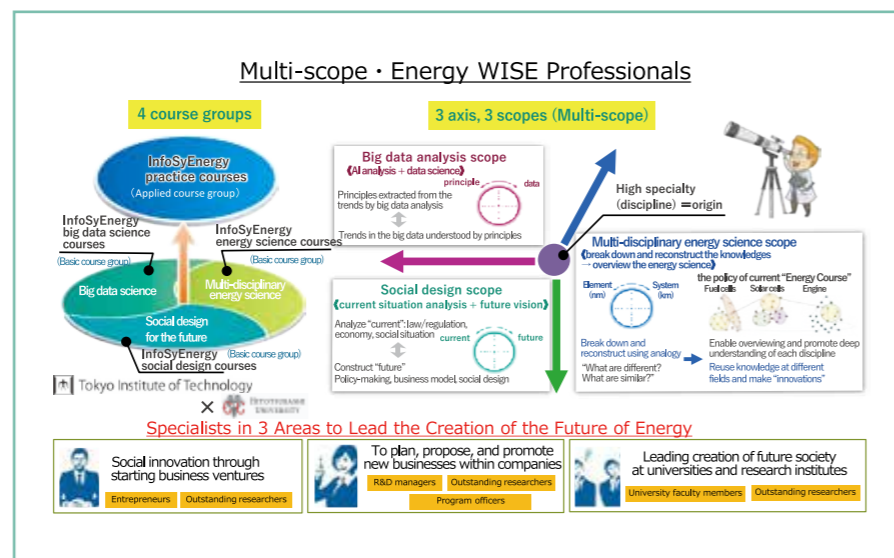 Multi-scope・Energy WISE Professionals
4 course groups
3 axis, 3 scopes (Multi-scope)
InfoSyEnergy
practice courses
(Applied course group)
InfoSyEnergy
big data science
courses
(Basic course group)
InfoSyEnergy
energy science courses
(Basic course group)
Big data science
Multi-disciplinary
energy science
Social design
for the future
InfoSyEnergy
social design courses
(Basic course group)
Tokyo Institute of Technology
×
HITOTSUBASHI
UNIVERSITY
Big data analysis scope
《AI analysis + data science》
principle
data
Principles extracted from the
trends by big data analysis
Trends in the big data understood by principles
High specialty
(discipline) =origin
Social design scope
《current situation analysis + future vision》
Analyze "current": law/regulation,
economy, social situation
current
future
Construct "future"
Policy-making, business model, social design
Multi-disciplinary energy science scope
《break down and reconstruct the knowledges
→ overview the energy science》
Element
(nm)
System
(km)
the policy of current "Energy Course"
Fuel cells
Solar cells
Engine
Break down and
reconstruct using analogy
"What are different?
What are similar?"
Enable overviewing and promote deep
understanding of each discipline
Reuse knowledge at different
fields and make "innovations"
Specialists in 3 Areas to Lead the Creation of the Future of Energy
Social innovation through
starting business ventures
Entrepreneurs
Outstanding researchers
To plan, propose, and promote
new businesses within companies
R&D managers
Outstanding researchers
Program officers
Leading creation of future society
at universities and research institutes
University faculty members
Outstanding researchers